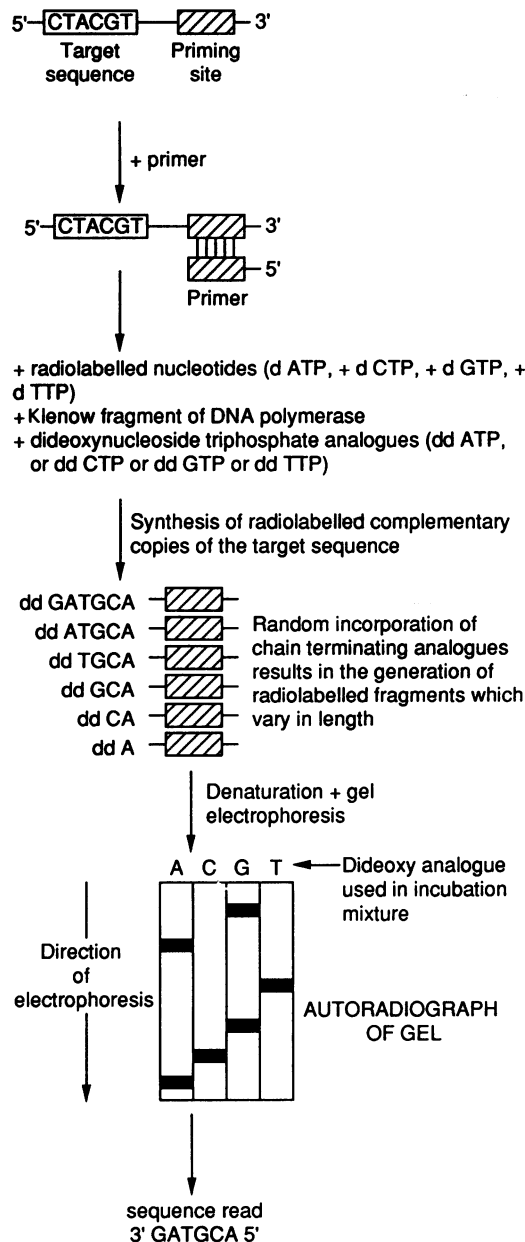 5' CTACGT 3'
Target Priming
sequence site
+ primer
5' CTACGT 3'
5'
Primer
+ radiolabelled nucleotides (d ATP, + d CTP, + d GTP, +
d TTP)
+ Klenow fragment of DNA polymerase
+ dideoxynucleoside triphosphate analogues (dd ATP,
or dd CTP or dd GTP or dd TTP)
Synthesis of radiolabelled complementary
copies of the target sequence
dd GATGCA
dd ATGCA
dd TGCA
dd GCA
dd CA
dd A
Random incorporation of
chain terminating analogues
results in the generation of
radiolabelled fragments which
vary in length
Denaturation + gel
electrophoresis
A C G T
Dideoxy analogue
used in incubation
mixture
Direction
of
electrophoresis
AUTORADIOGRAPH
OF GEL
sequence read
3' GATGCA 5'